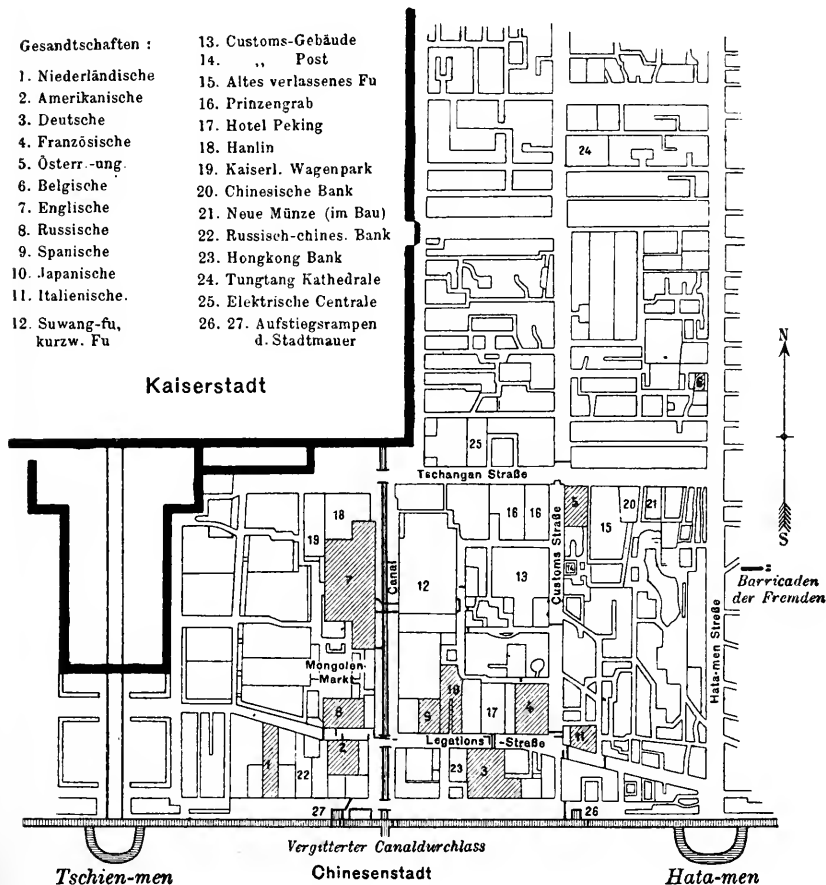 Gesandtschaften :
1. Niederländische
2. Amerikanische
3. Deutsche
4. Französische
5. Österr.-ung.
6. Belgische
7. Englische
8. Russische
9. Spanische
10. Japanische
11. Italienische.
12. Suwang-fu,
kurzw. Fu
13. Customs-Gebäude
14. „ Post
15. Altes verlassenes Fu
16. Prinzengrab
17. Hotel Peking
18. Hanlin
19. Kaiserl. Wagenpark
20. Chinesische Bank
21. Neue Münze (im Bau)
22. Russisch-chines. Bank
23. Hongkong Bank
24. Tungtang Kathedrale
25. Elektrische Centrale
26. 27. Aufstiegsrampen
d. Stadtmauer
Kaiserstadt
24
N
S
6
25
Tschangan Straße
18
19
7
Canal
12
16 16
13
Customs Straße
5
14
15
20
21
Hata-men Streße
Barricaden
der Fremden
Mongolen-
Markt
8
9
10
17
4
11
Legations-Straße
1
22
2
23
3
27
26
Vergitterter Canaldurchlass
Tschien-men
Chinesenstadt
Hata-men